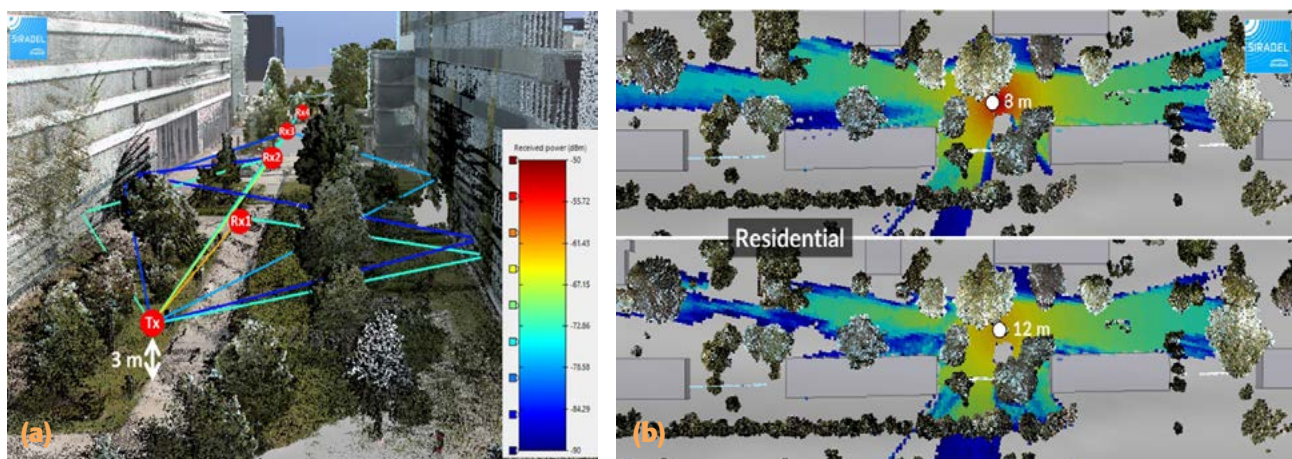 SIRADEL
Rx4
Rx3
Rx2
Rx1
Tx
3 m
Received power (dBm)
-50
-55.72
-61.43
-67.15
-72.86
-78.58
-84.29
-90
(a)
SIRADEL
8 m
Residential
12 m
(b)